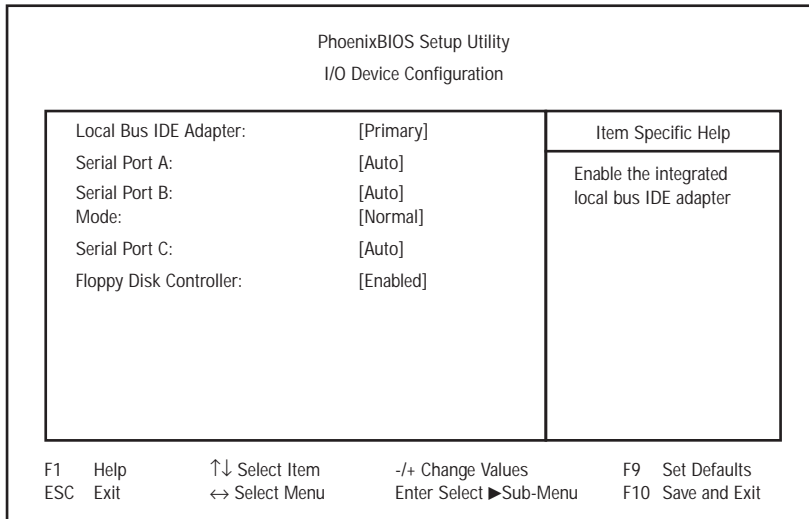 PhoenixBIOS Setup Utility
I/O Device Configuration
Local Bus IDE Adapter: [Primary]
Serial Port A: [Auto]
Serial Port B: [Auto]
Mode: [Normal]
Serial Port C: [Auto]
Floppy Disk Controller: [Enabled]
Item Specific Help
Enable the integrated
local bus IDE adapter
F1 Help ↑↓ Select Item -/+ Change Values F9 Set Defaults
ESC Exit ↔ Select Menu Enter Select ▶Sub-Menu F10 Save and Exit